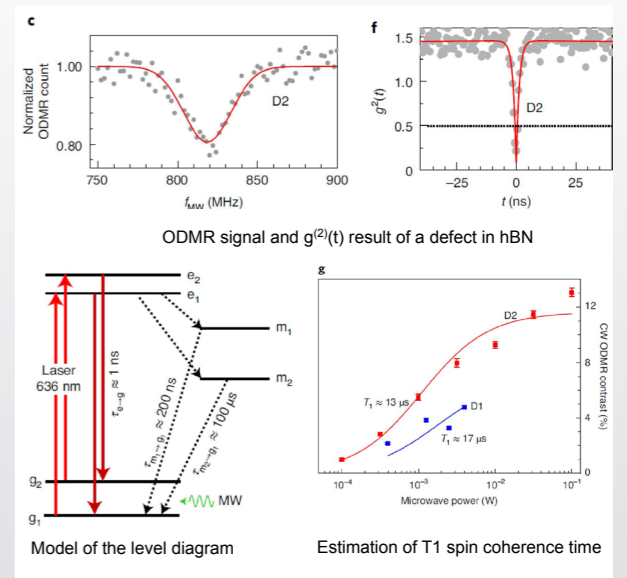 c
Normalized
ODMR count
1.00
0.80
D2
750
800
850
900
f_MW (MHz)
f
g²(t)
1.5
1.0
0.5
0
D2
−25
0
25
t (ns)
ODMR signal and g⁽²⁾(t) result of a defect in hBN
e₂
e₁
m₁
m₂
Laser
636 nm
τₑ→g ≈ 1 ns
τm₁→g₁ ≈ 200 ns
τm₂→g₁ ≈ 100 μs
g₂
g₁
MW
Model of the level diagram
g
D2
T₁ ≈ 13 μs
D1
T₁ ≈ 17 μs
12
8
4
0
CW ODMR contrast (%)
10⁻⁴
10⁻³
10⁻²
10⁻¹
Microwave power (W)
Estimation of T1 spin coherence time